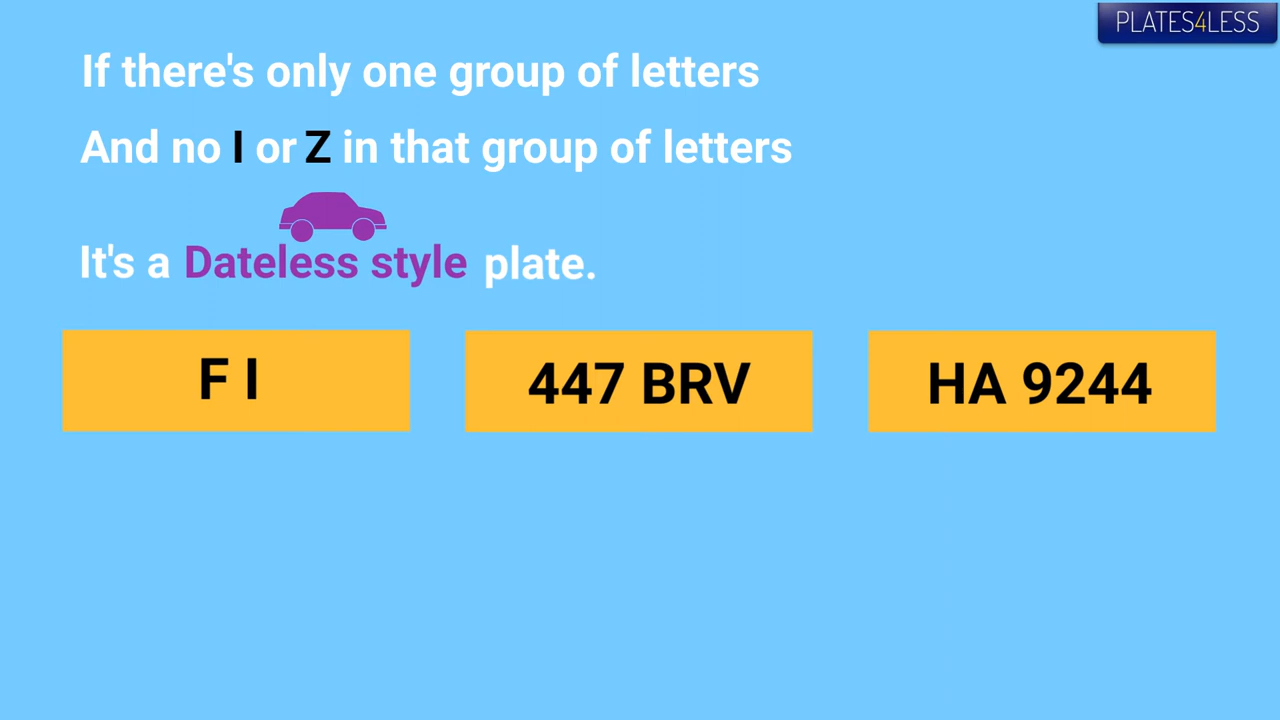 PLATES4LESS
If there's only one group of letters
And no I or Z in that group of letters
It's a Dateless style plate.
F I
447 BRV
HA 9244